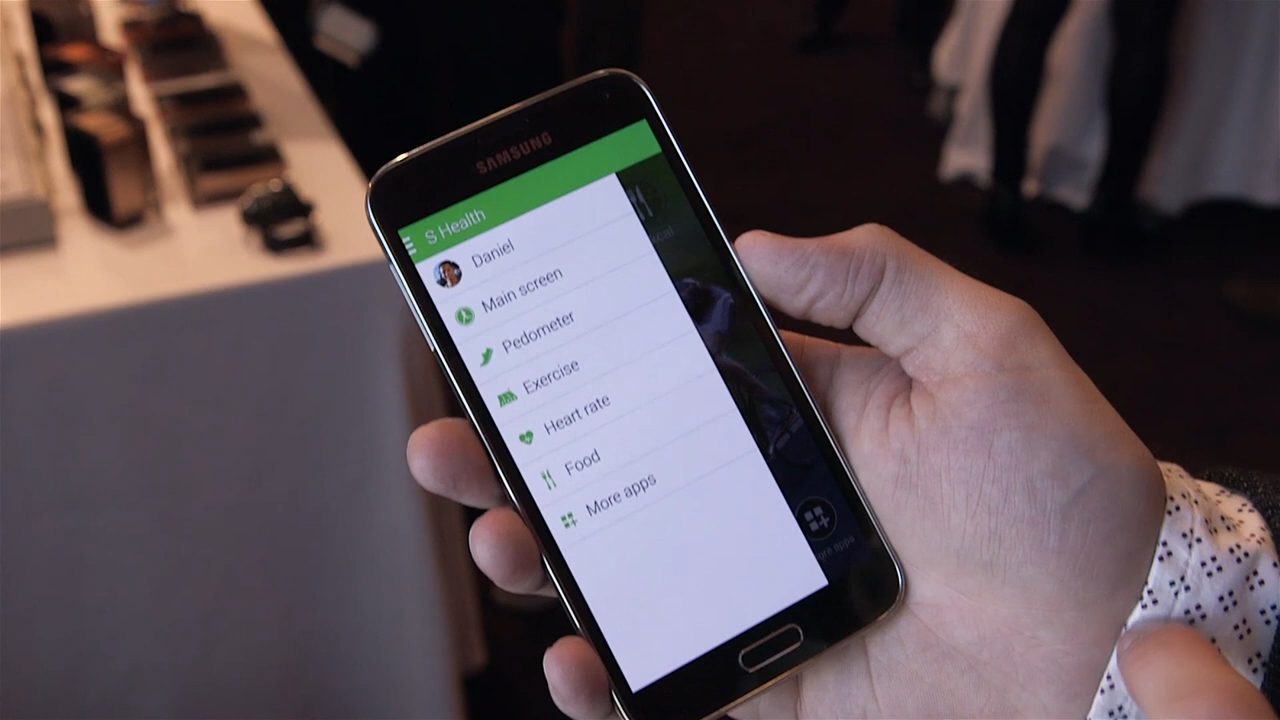 SAMSUNG
S Health
Daniel
Main screen
Pedometer
Exercise
Heart rate
Food
More apps